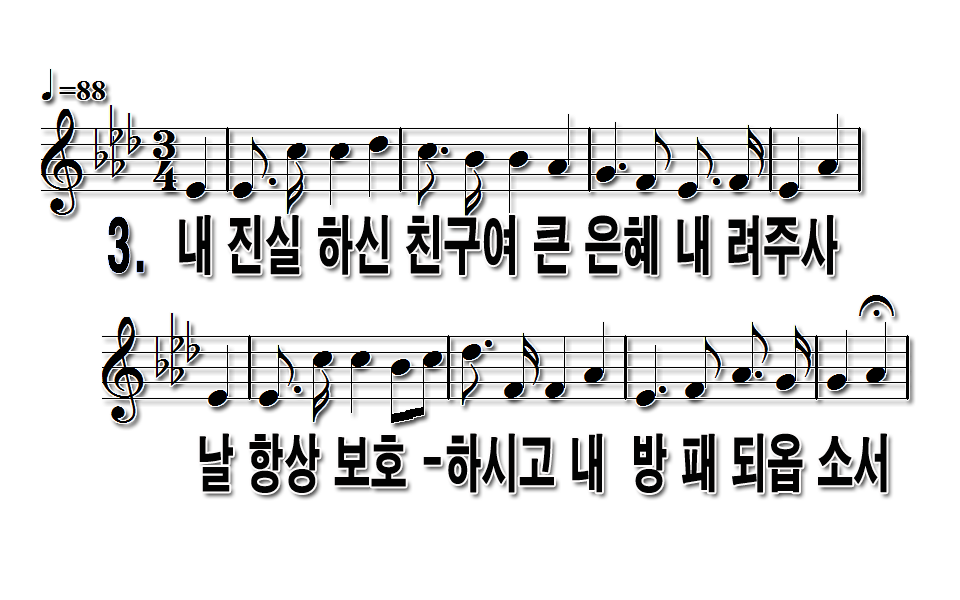 ♩=88
3/4
3. 내 진실 하신 친구여 큰 은혜 내 려주사
날 항상 보호 -하시고 내 방 패 되옵 소서